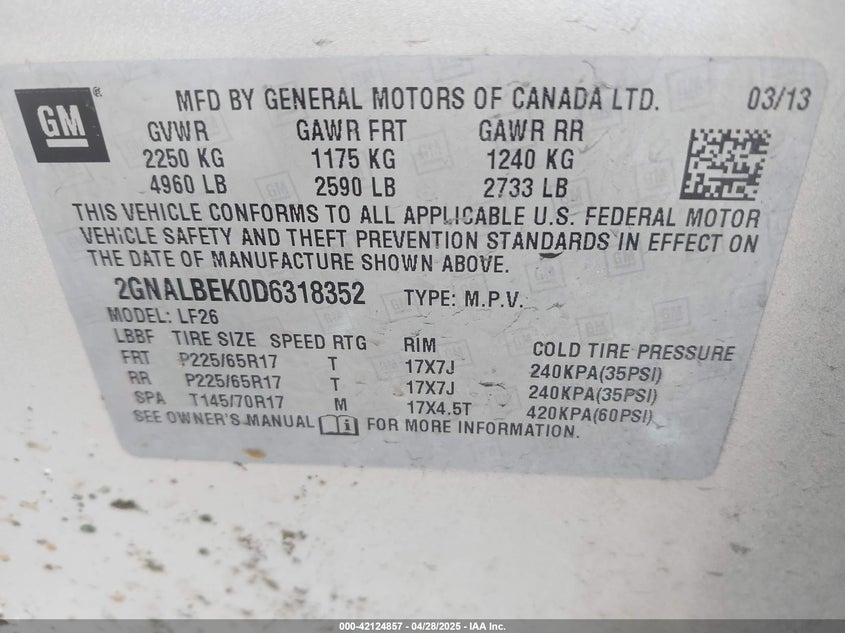 GM ® MFD BY GENERAL MOTORS OF CANADA LTD. 03/13
GVWR GAWR FRT GAWR RR
2250 KG 1175 KG 1240 KG
4960 LB 2590 LB 2733 LB
THIS VEHICLE CONFORMS TO ALL APPLICABLE U.S. FEDERAL MOTOR
VEHICLE SAFETY AND THEFT PREVENTION STANDARDS IN EFFECT ON
THE DATE OF MANUFACTURE SHOWN ABOVE.
2GNALBEK0D6318352 TYPE: M.P.V.
MODEL: LF26
LBBF TIRE SIZE SPEED RTG RIM COLD TIRE PRESSURE
FRT P225/65R17 T 17X7J 240KPA(35PSI)
RR P225/65R17 T 17X7J 240KPA(35PSI)
SPA T145/70R17 M 17X4.5T 420KPA(60PSI)
SEE OWNER'S MANUAL i FOR MORE INFORMATION.
000-42124857 04/28/2025 - IAA Inc.